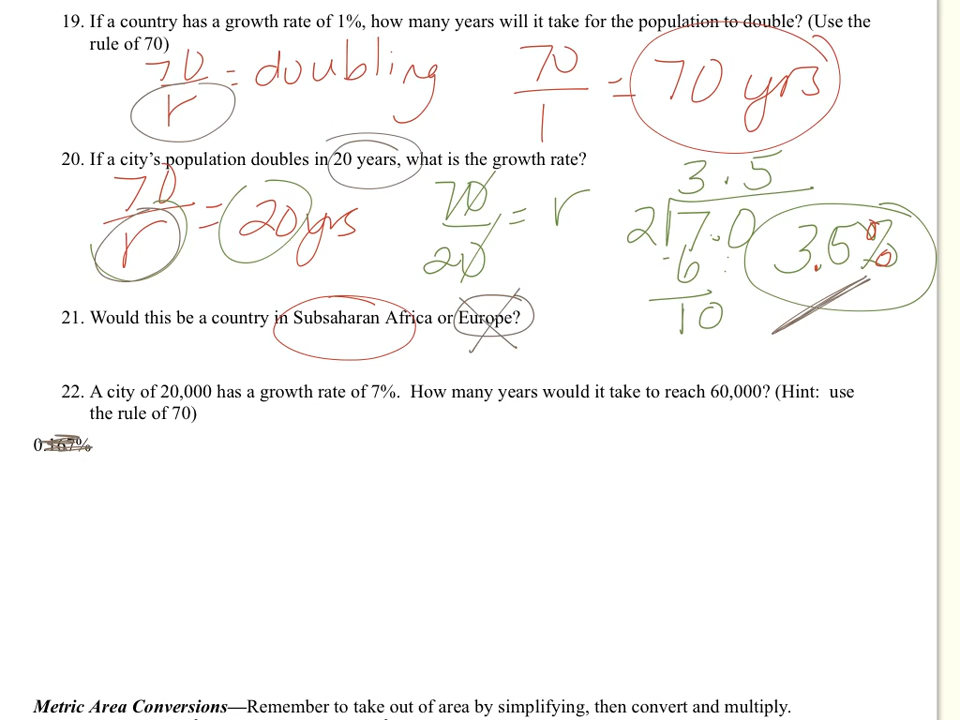 19. If a country has a growth rate of 1%, how many years will it take for the population to double? (Use the
rule of 70)
70/r = doubling 70/1 = 70 yrs
20. If a city's population doubles in 20 years, what is the growth rate?
70/r = 20 yrs 70/20 = r 3.5
2 7.0 3.5%
-6
10
21. Would this be a country in Subsaharan Africa or Europe?
22. A city of 20,000 has a growth rate of 7%. How many years would it take to reach 60,000? (Hint: use
the rule of 70)
0.167%
Metric Area Conversions—Remember to take out of area by simplifying, then convert and multiply.